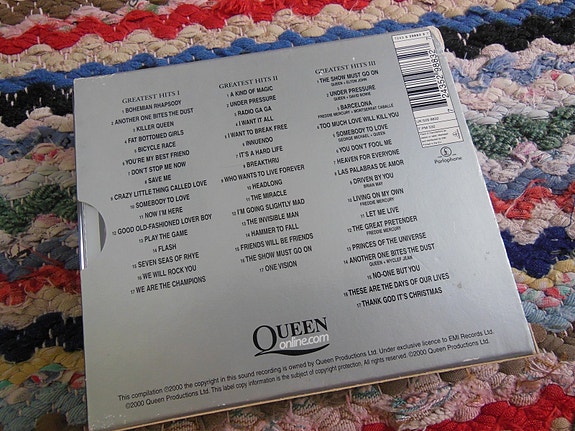 GREATEST HITS I
1 BOHEMIAN RHAPSODY
2 ANOTHER ONE BITES THE DUST
3 KILLER QUEEN
4 FAT BOTTOMED GIRLS
5 BICYCLE RACE
6 YOU'RE MY BEST FRIEND
7 DON'T STOP ME NOW
8 SAVE ME
9 CRAZY LITTLE THING CALLED LOVE
10 SOMEBODY TO LOVE
11 NOW I'M HERE
12 GOOD OLD-FASHIONED LOVER BOY
13 PLAY THE GAME
14 FLASH
15 SEVEN SEAS OF RHYE
16 WE WILL ROCK YOU
17 WE ARE THE CHAMPIONS
GREATEST HITS II
1 A KIND OF MAGIC
2 UNDER PRESSURE
3 RADIO GA GA
4 I WANT IT ALL
5 I WANT TO BREAK FREE
6 INNUENDO
7 IT'S A HARD LIFE
8 BREAKTHRU
9 WHO WANTS TO LIVE FOREVER
10 HEADLONG
11 THE MIRACLE
12 I'M GOING SLIGHTLY MAD
13 THE INVISIBLE MAN
14 HAMMER TO FALL
15 FRIENDS WILL BE FRIENDS
16 THE SHOW MUST GO ON
17 ONE VISION
GREATEST HITS III
1 THE SHOW MUST GO ON
QUEEN + ELTON JOHN
2 UNDER PRESSURE
QUEEN + DAVID BOWIE
3 BARCELONA
FREDDIE MERCURY + MONTSERRAT CABALLÉ
4 TOO MUCH LOVE WILL KILL YOU
5 SOMEBODY TO LOVE
GEORGE MICHAEL + QUEEN
6 YOU DON'T FOOL ME
7 HEAVEN FOR EVERYONE
8 LAS PALABRAS DE AMOR
9 DRIVEN BY YOU
BRIAN MAY
10 LIVING ON MY OWN
FREDDIE MERCURY
11 LET ME LIVE
12 THE GREAT PRETENDER
FREDDIE MERCURY
13 PRINCES OF THE UNIVERSE
14 ANOTHER ONE BITES THE DUST
QUEEN + WYCLEF JEAN
15 NO-ONE BUT YOU
16 THESE ARE THE DAYS OF OUR LIVES
17 THANK GOD IT'S CHRISTMAS
Parlophone
QUEEN
online.com
This compilation ℗2000 the copyright in this sound recording is owned by Queen Productions Ltd. Under exclusive licence to EMI Records Ltd.
©2000 Queen Productions Ltd. This label copy information is the subject of copyright protection. All rights reserved. ©2000 Queen Productions Ltd.